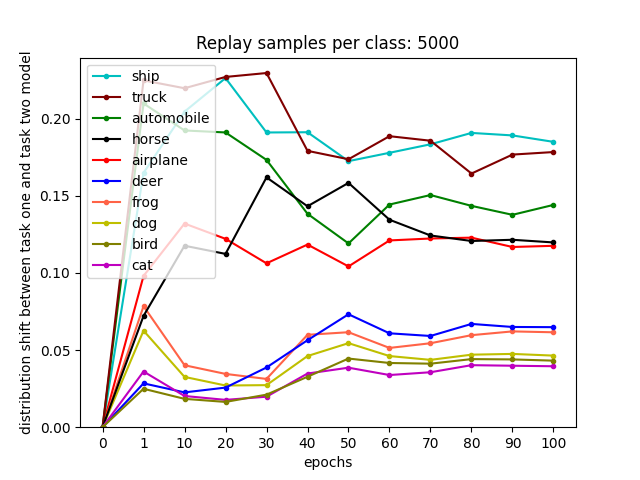 Replay samples per class: 5000
distribution shift between task one and task two model
0.20
0.15
0.10
0.05
0.00
ship
truck
automobile
horse
airplane
deer
frog
dog
bird
cat
0 1 10 20 30 40 50 60 70 80 90 100
epochs